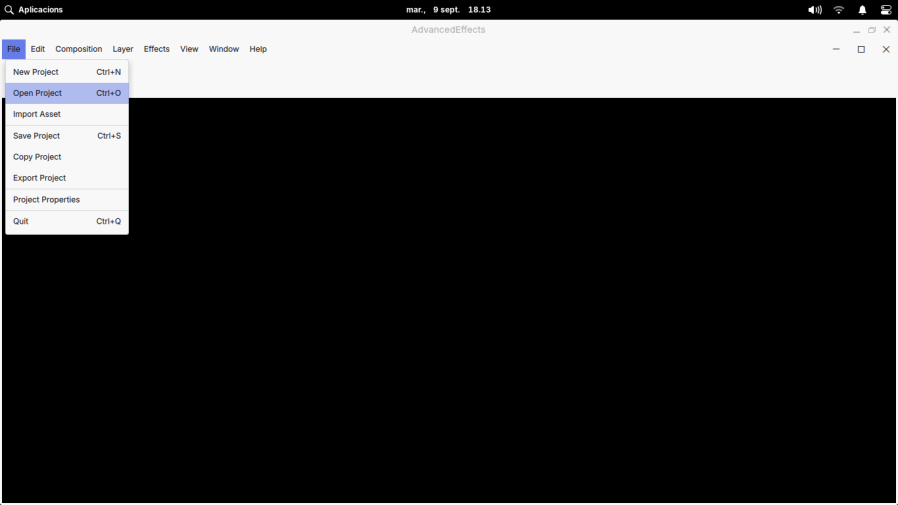 Aplicacions mar., 9 sept. 18.13
AdvancedEffects
File Edit Composition Layer Effects View Window Help
New Project Ctrl+N
Open Project Ctrl+O
Import Asset
Save Project Ctrl+S
Copy Project
Export Project
Project Properties
Quit Ctrl+Q